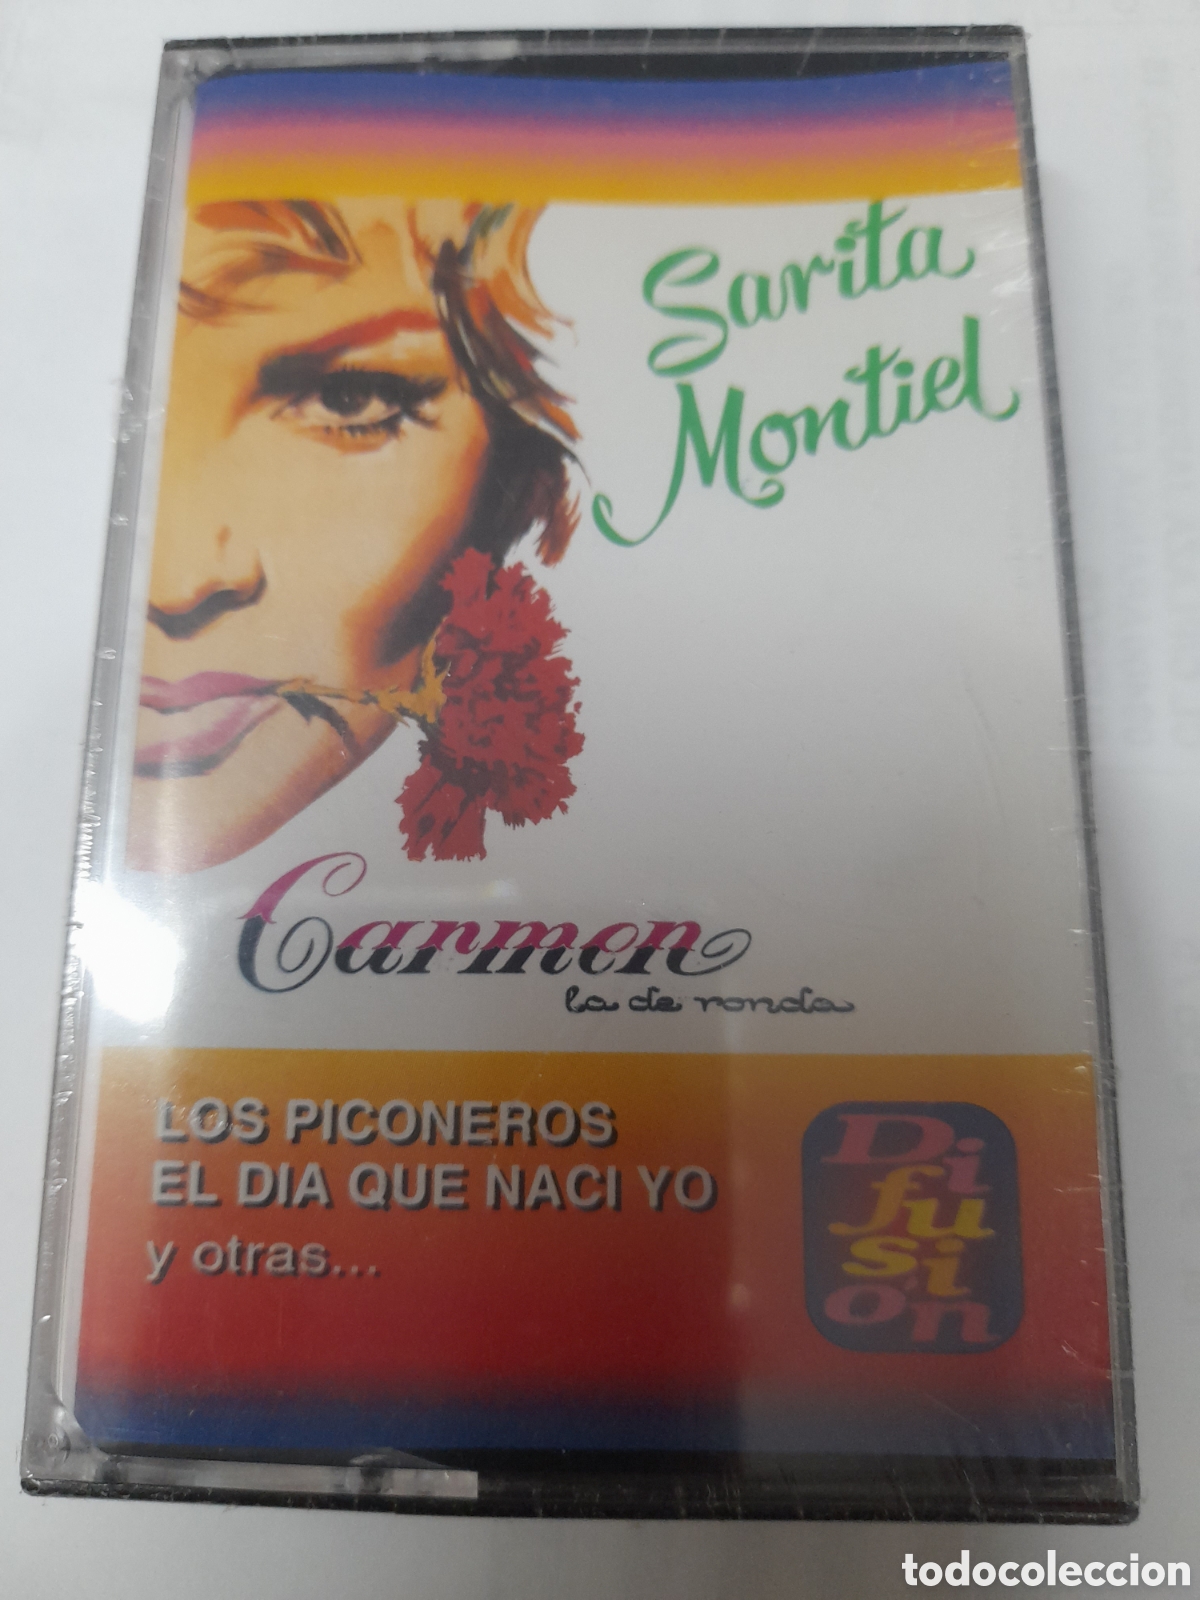 Sarita
Montiel
Carmen
la de ronda
LOS PICONEROS
EL DIA QUE NACI YO
y otras...
Di
fu
si
ón
todocoleccion